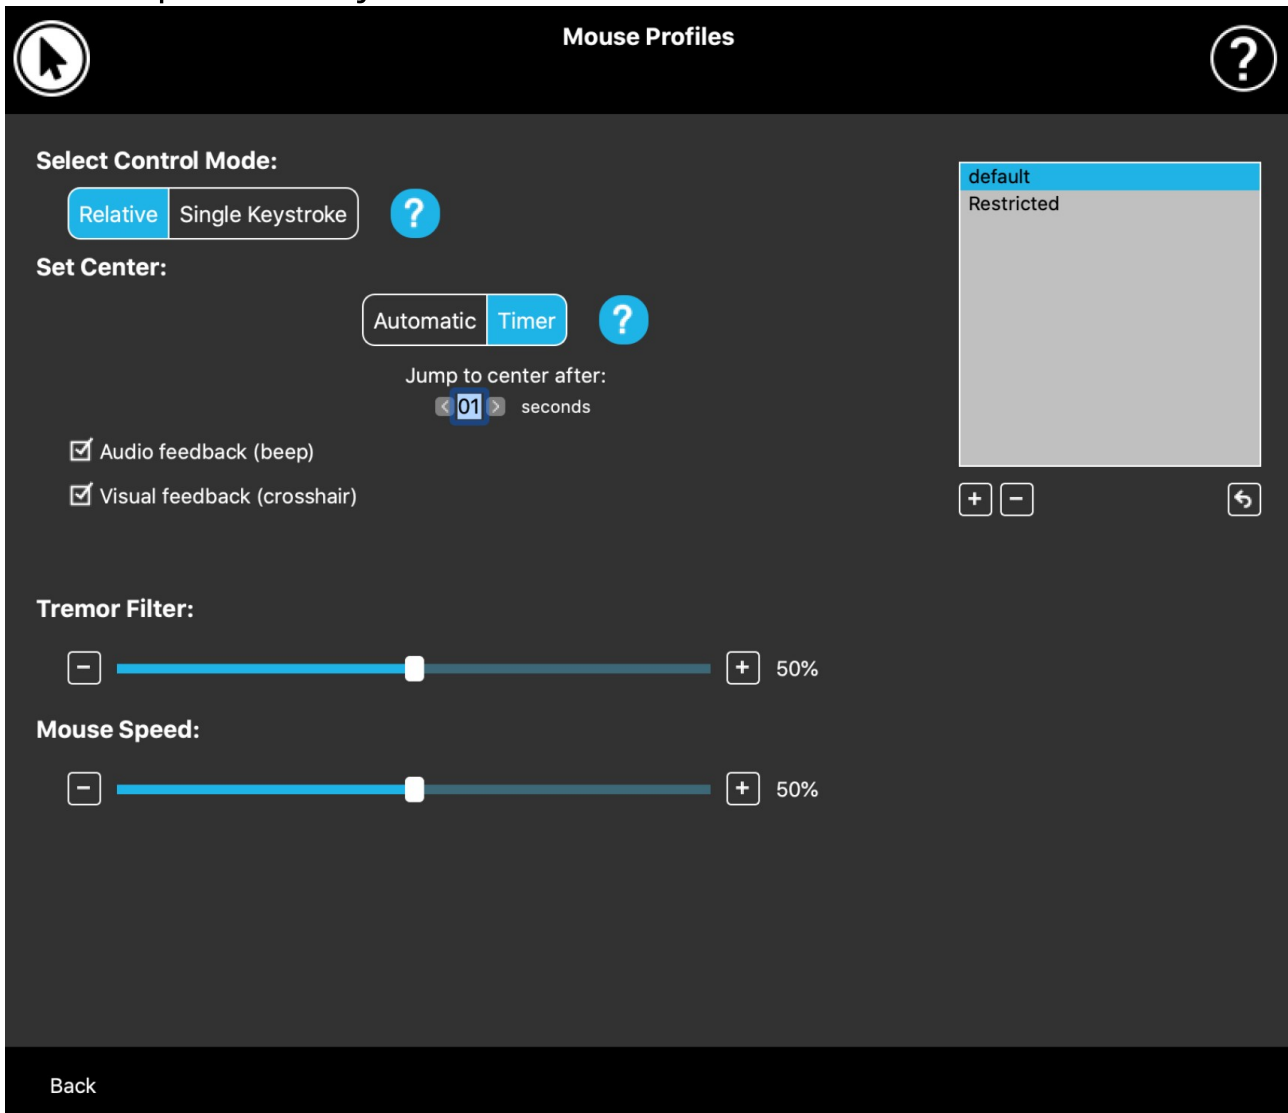 Mouse Profiles
?
Select Control Mode:
Relative Single Keystroke ?
Set Center:
Automatic Timer ?
Jump to center after:
< 01 > seconds
Audio feedback (beep)
Visual feedback (crosshair)
default
Restricted
+ −
Tremor Filter:
− + 50%
Mouse Speed:
− + 50%
Back